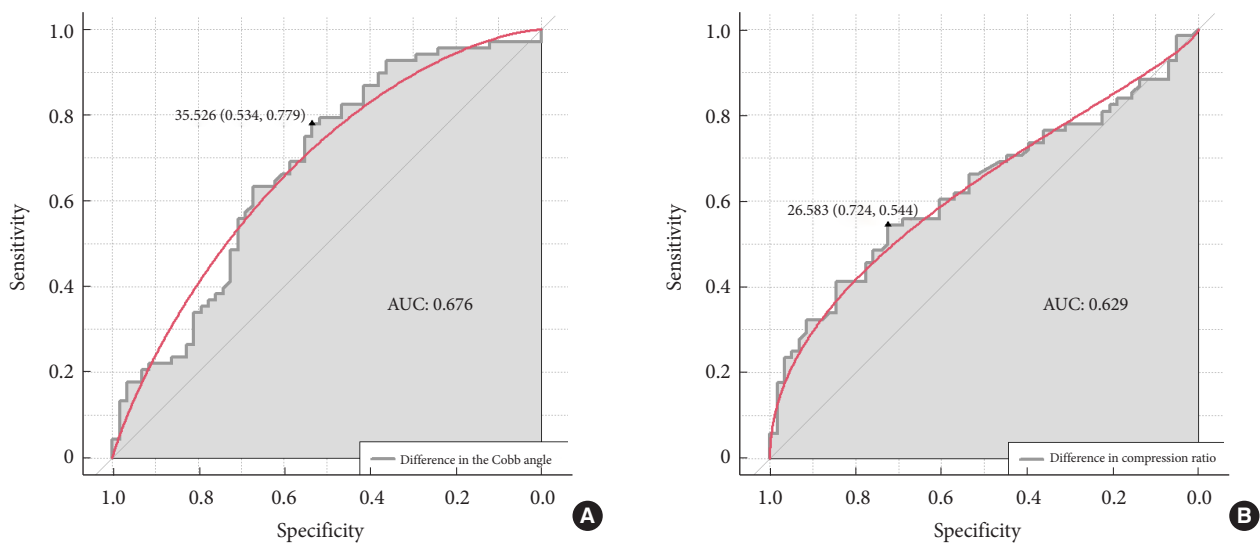 1.0
0.8
0.6
0.4
0.2
0
Sensitivity
35.526 (0.534, 0.779)
AUC: 0.676
Difference in the Cobb angle
1.0 0.8 0.6 0.4 0.2 0.0
Specificity
A
1.0
0.8
0.6
0.4
0.2
0
Sensitivity
26.583 (0.724, 0.544)
AUC: 0.629
Difference in compression ratio
1.0 0.8 0.6 0.4 0.2 0.0
Specificity
B